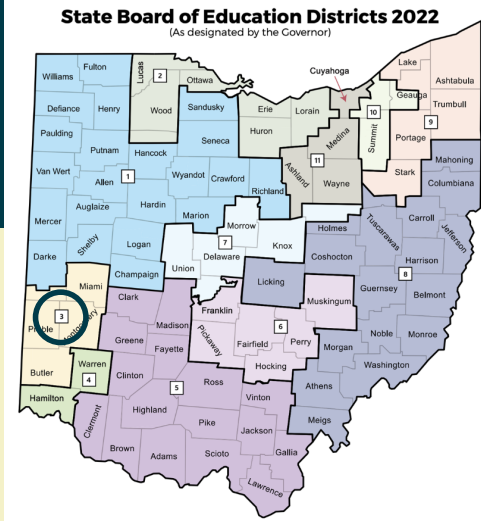 State Board of Education Districts 2022
(As designated by the Governor)
Williams
Fulton
Lucas
2
Ottawa
Cuyahoga
Lake
Ashtabula
Geauga
Defiance
Henry
Wood
Sandusky
Erie
Lorain
10
Trumbull
Paulding
Huron
Medina
Summit
9
Portage
Putnam
Seneca
Hancock
11
Mahoning
Van Wert
1
Wyandot
Crawford
Ashland
Wayne
Stark
Columbiana
Allen
Richland
Auglaize
Hardin
Marion
Morrow
Carroll
Mercer
Holmes
Tuscarawas
Jefferson
Shelby
Logan
7
Knox
Coshocton
Harrison
Darke
Delaware
Union
8
Champaign
Licking
Guernsey
Belmont
Miami
Clark
Franklin
Muskingum
3
Preble
Montgomery
Madison
Pickaway
6
Noble
Monroe
Greene
Fairfield
Perry
Morgan
Fayette
Washington
Butler
Warren
Hocking
4
Clinton
5
Ross
Athens
Hamilton
Vinton
Highland
Clermont
Pike
Meigs
Jackson
Brown
Adams
Scioto
Gallia
Lawrence